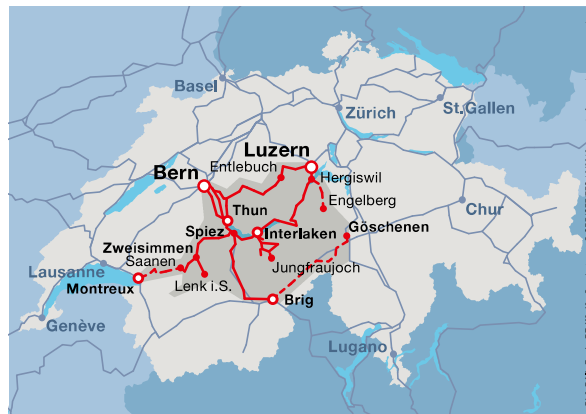 Basel
Zürich
St.Gallen
Luzern
Entlebuch
Hergiswil
Bern
Engelberg
Thun
Chur
Spiez
Interlaken
Göschenen
Zweisimmen
Saanen
Lausanne
Jungfraujoch
Lenk i.S.
Montreux
Brig
Genève
Lugano